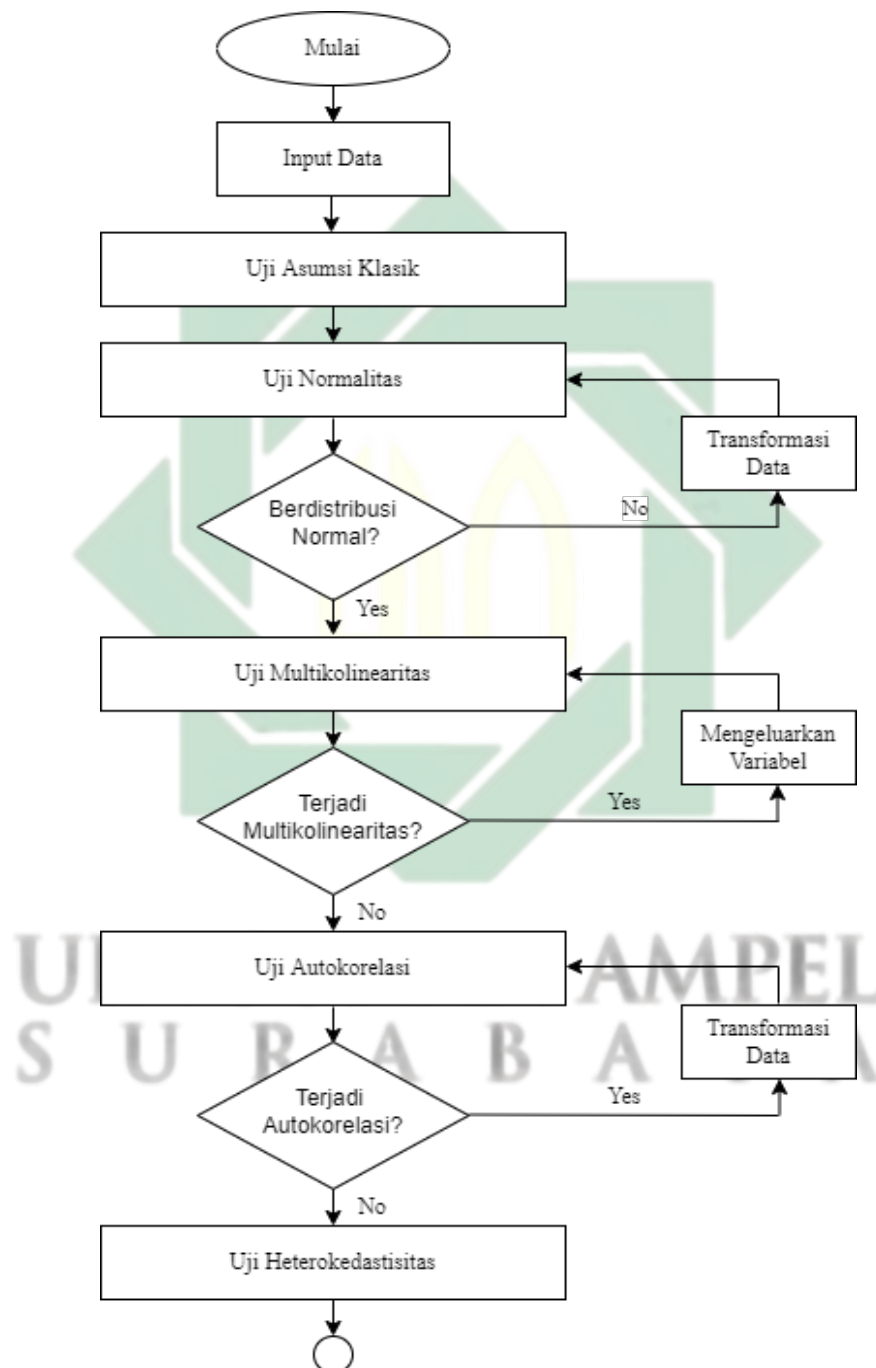 Mulai
Input Data
Uji Asumsi Klasik
Uji Normalitas
Transformasi
Data
Berdistribusi
Normal?
No
Yes
Uji Multikolinearitas
Mengeluarkan
Variabel
Terjadi
Multikolinearitas?
Yes
No
Uji Autokorelasi
AMPEL
Transformasi
Data
Terjadi
Autokorelasi?
Yes
No
Uji Heterokedastisitas